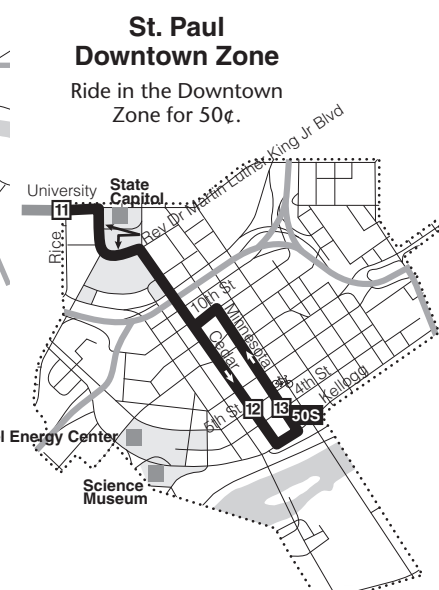 St. Paul
Downtown Zone
Ride in the Downtown
Zone for 50¢.
University
State
Capitol
11
Rice
Rev Dr Martin Luther King Jr Blvd
10th St
Minnesota
Cedar
4th St
Kellogg
5th St
12
13
50S
l Energy Center
Science
Museum